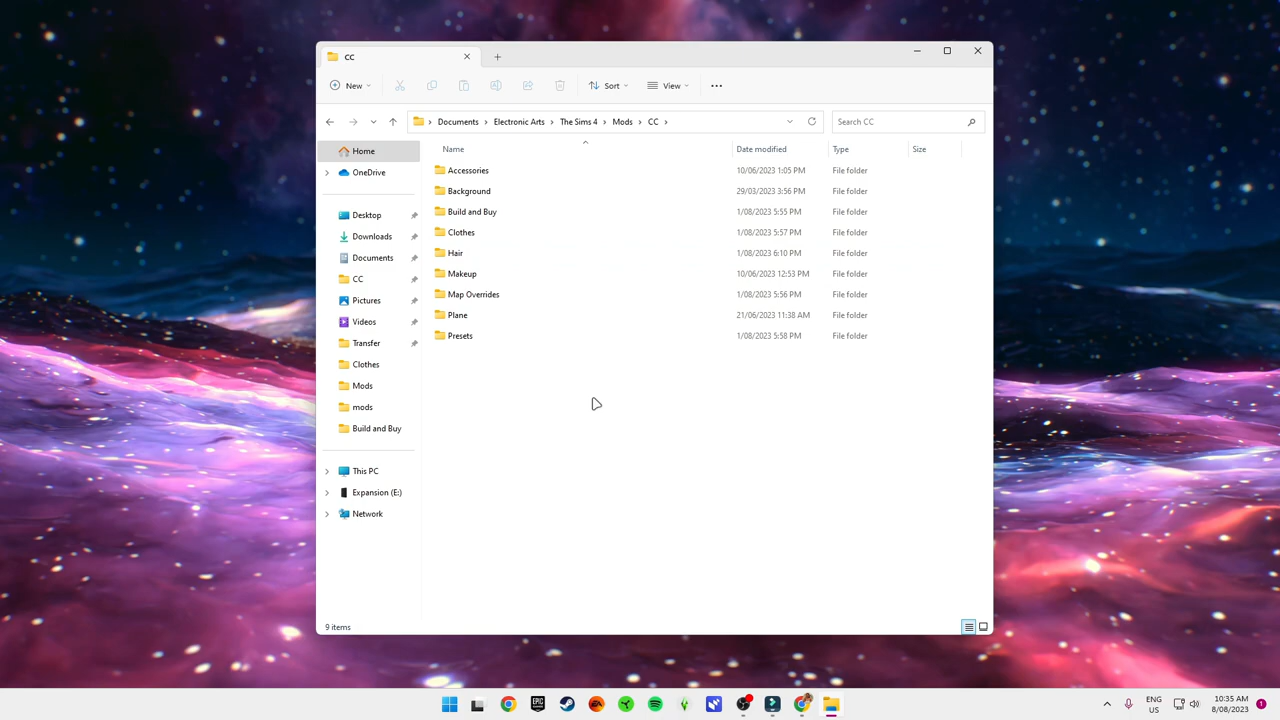 CC
New
Sort
View
Documents > Electronic Arts > The Sims 4 > Mods > CC >
Search CC
Name Date modified Type Size
Home
OneDrive
Desktop
Downloads
Documents
CC
Pictures
Videos
Transfer
Clothes
Mods
mods
Build and Buy
This PC
Expansion (E:)
Network
Accessories 10/06/2023 1:05 PM File folder
Background 29/03/2023 3:56 PM File folder
Build and Buy 1/08/2023 5:55 PM File folder
Clothes 1/08/2023 5:57 PM File folder
Hair 1/08/2023 6:10 PM File folder
Makeup 10/06/2023 12:53 PM File folder
Map Overrides 1/08/2023 5:56 PM File folder
Plane 21/06/2023 11:38 AM File folder
Presets 1/08/2023 5:58 PM File folder
9 items
EPIC
EA
ENG
US
10:35 AM
8/08/2023
1